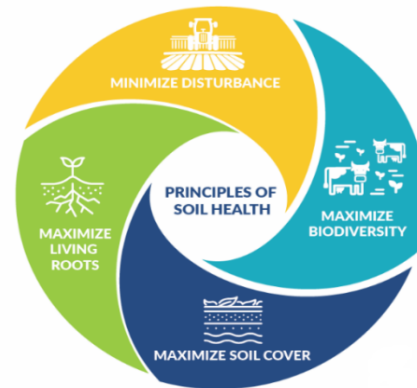 MINIMIZE DISTURBANCE
PRINCIPLES OF
SOIL HEALTH
MAXIMIZE
BIODIVERSITY
MAXIMIZE
LIVING
ROOTS
MAXIMIZE SOIL COVER